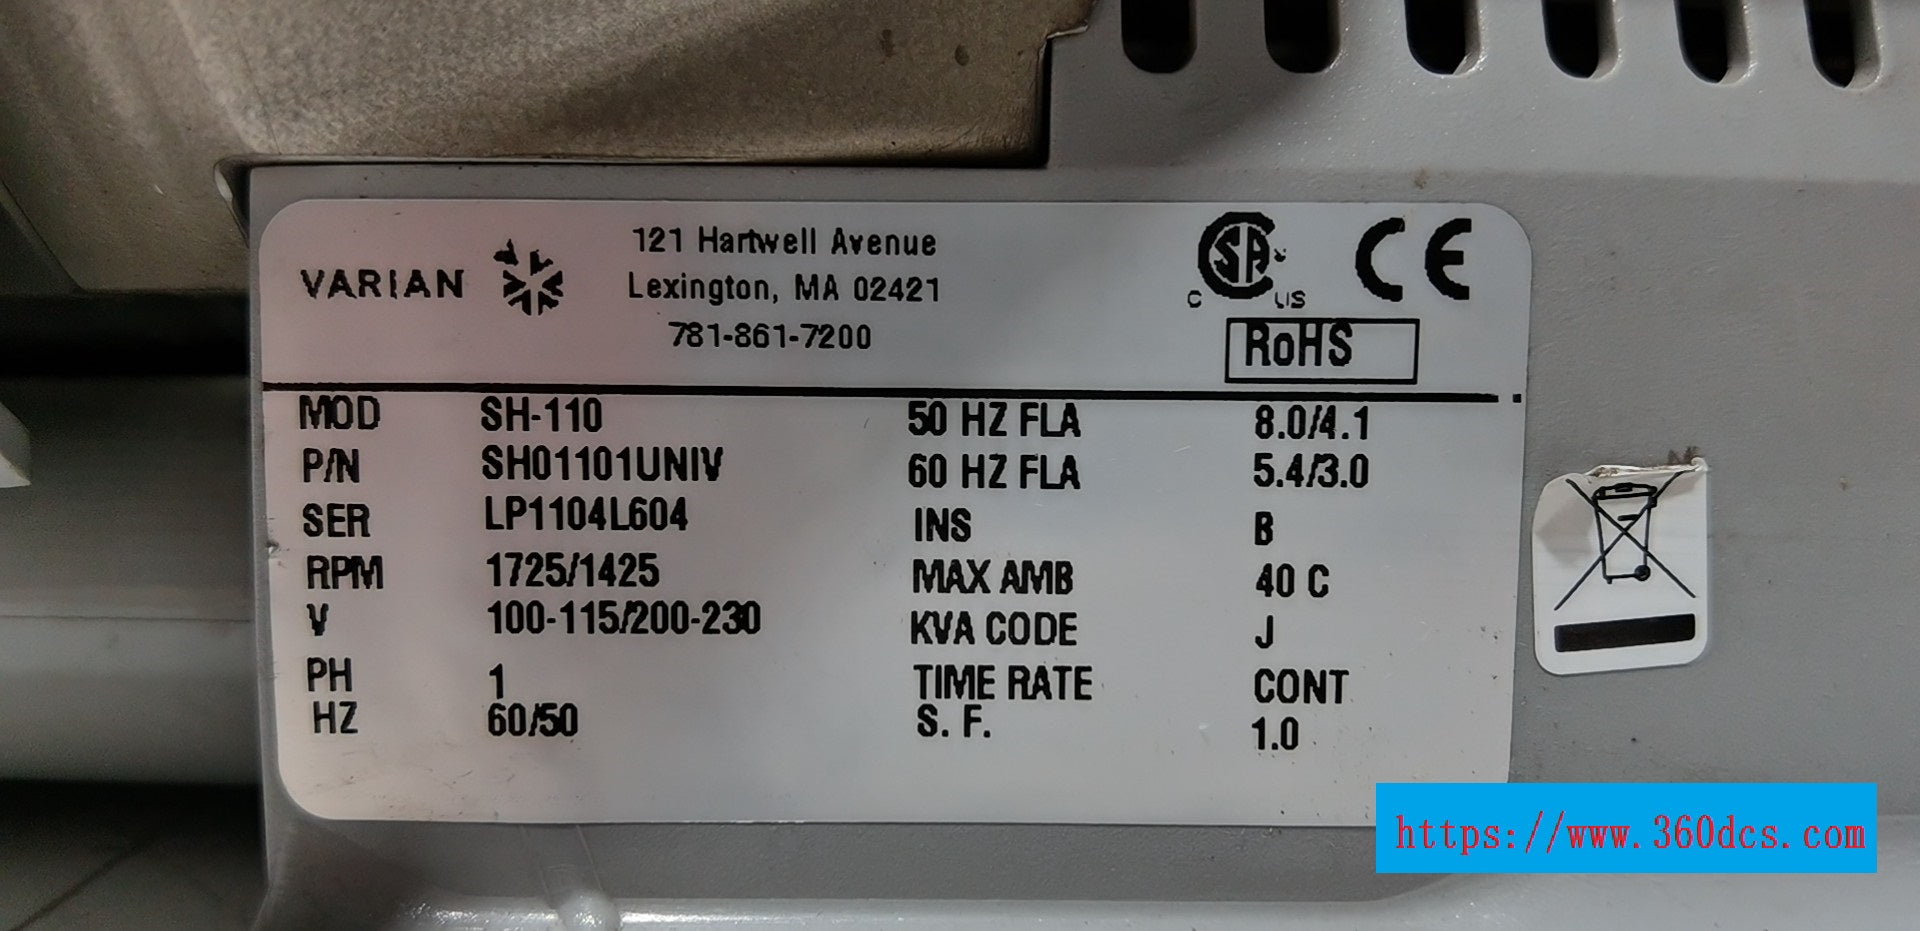 VARIAN
121 Hartwell Avenue
Lexington, MA 02421
781-861-7200
C SA US
CE
RoHS
MOD SH-110 50 HZ FLA 8.0/4.1
P/N SH01101UNIV 60 HZ FLA 5.4/3.0
SER LP1104L604 INS B
RPM 1725/1425 MAX AMB 40 C
V 100-115/200-230 KVA CODE J
PH 1 TIME RATE CONT
HZ 60/50 S. F. 1.0
https://www.360dcs.com